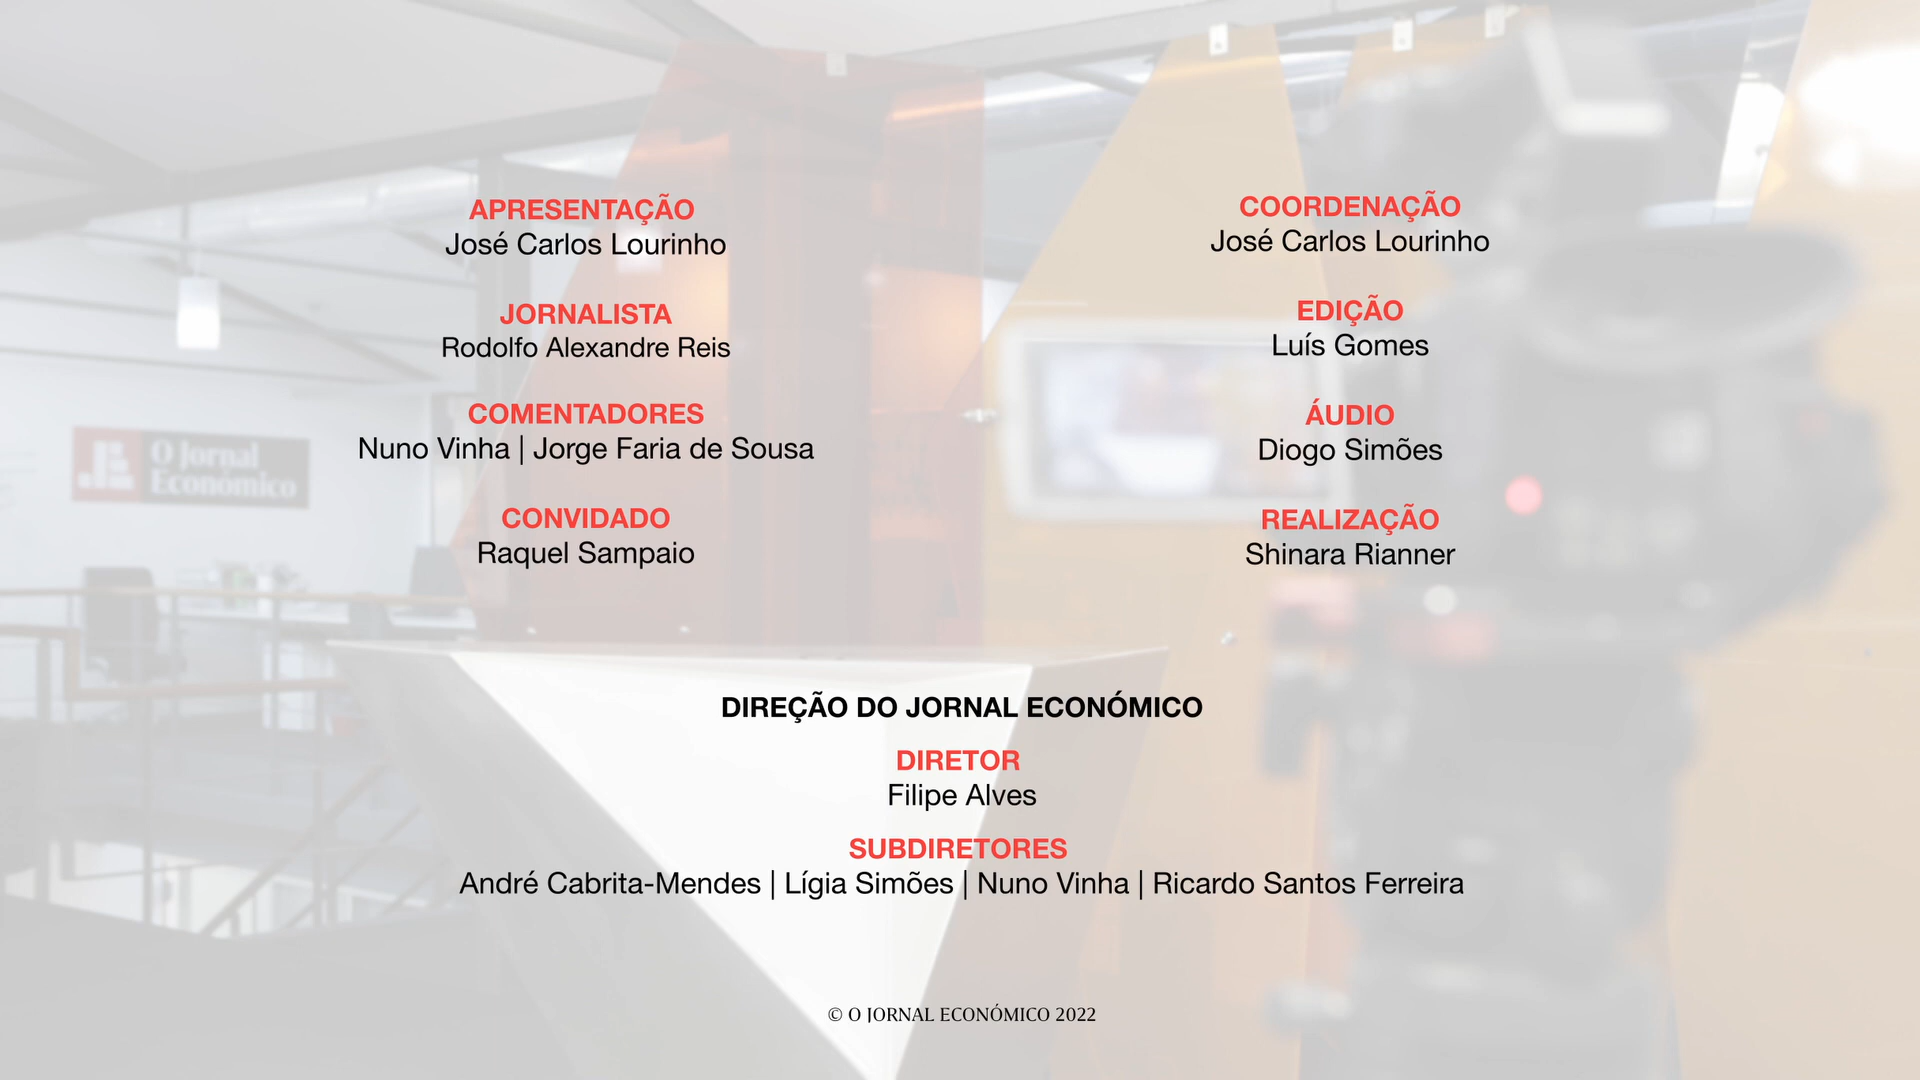 APRESENTAÇÃO
José Carlos Lourinho
JORNALISTA
Rodolfo Alexandre Reis
COMENTADORES
Nuno Vinha | Jorge Faria de Sousa
CONVIDADO
Raquel Sampaio
COORDENAÇÃO
José Carlos Lourinho
EDIÇÃO
Luís Gomes
ÁUDIO
Diogo Simões
REALIZAÇÃO
Shinara Rianner
O Jornal
Económico
DIREÇÃO DO JORNAL ECONÓMICO
DIRETOR
Filipe Alves
SUBDIRETORES
André Cabrita-Mendes | Lígia Simões | Nuno Vinha | Ricardo Santos Ferreira
© O JORNAL ECONÓMICO 2022